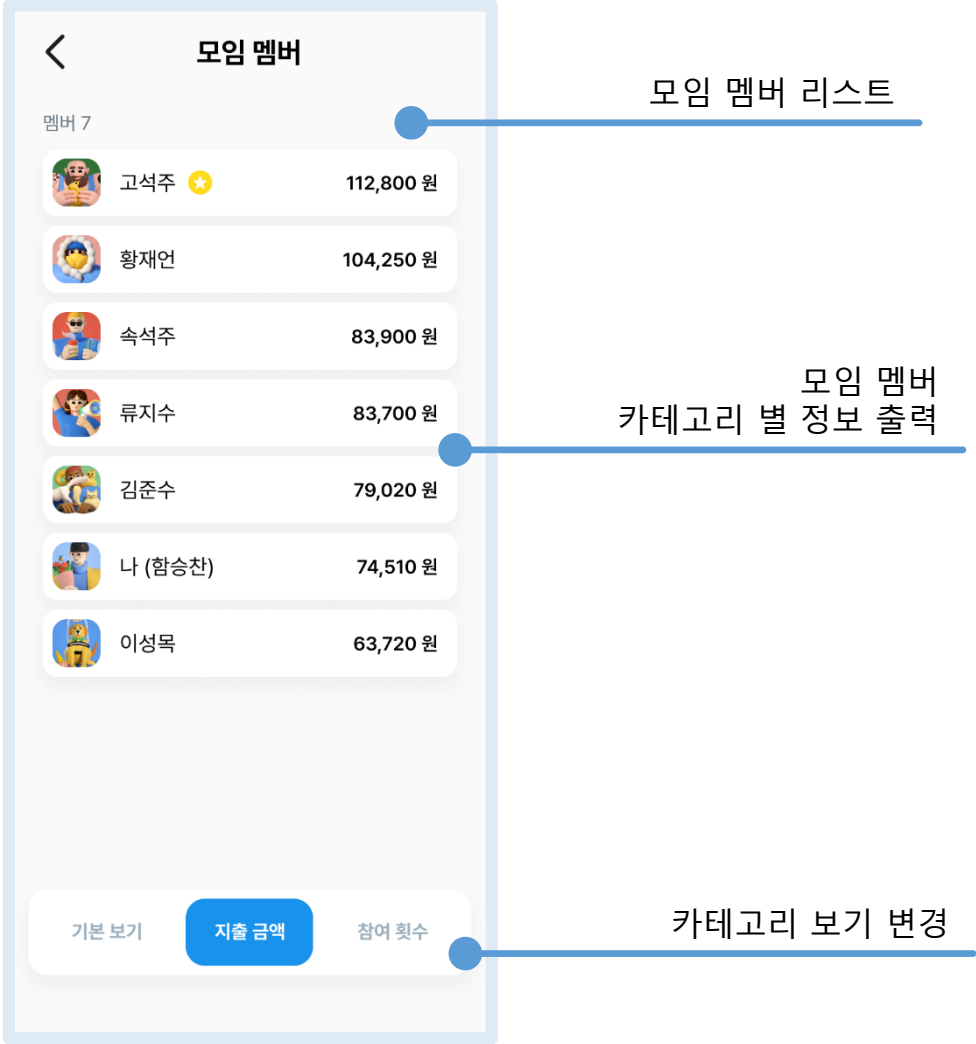 모임 멤버
모임 멤버 리스트
멤버 7
고석주 112,800 원
황재언 104,250 원
속석주 83,900 원
류지수 83,700 원
모임 멤버
카테고리 별 정보 출력
김준수 79,020 원
나 (함승찬) 74,510 원
이성목 63,720 원
기본 보기 지출 금액 참여 횟수
카테고리 보기 변경